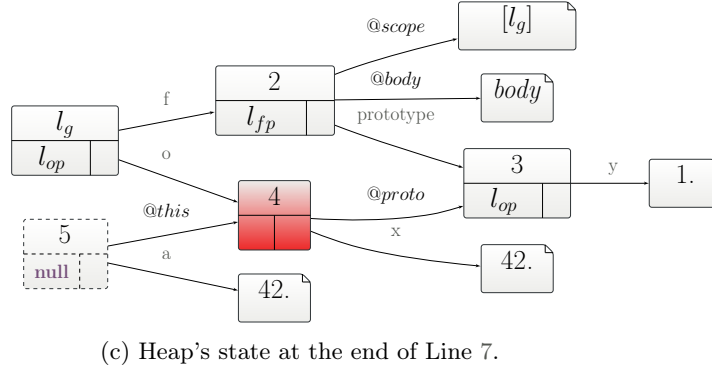 @scope
[l_g]
2
@body
body
f
l_g
l_fp
prototype
l_op
o
3
y
1.
4
@proto
l_op
@this
5
x
a
null
42.
42.
(c) Heap's state at the end of Line 7.